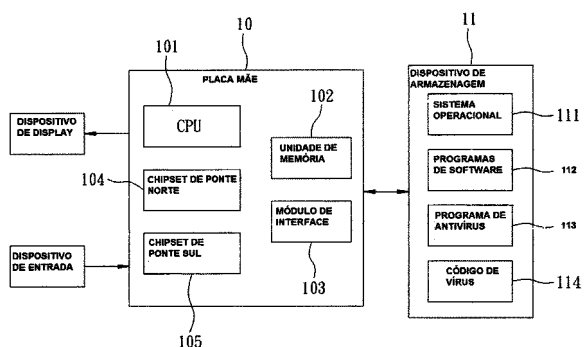 10
11
101
PLACA MÃE
DISPOSITIVO DE
ARMAZENAGEM
102
CPU
SISTEMA
OPERACIONAL
111
DISPOSITIVO
DE DISPLAY
UNIDADE DE
MEMÓRIA
104
CHIPSET DE PONTE
NORTE
PROGRAMAS
DE SOFTWARE
112
MÓDULO DE
INTERFACE
PROGRAMA DE
ANTIVÍRUS
113
DISPOSITIVO
DE ENTRADA
CHIPSET DE
PONTE SUL
103
CÓDIGO DE
VÍRUS
114
105